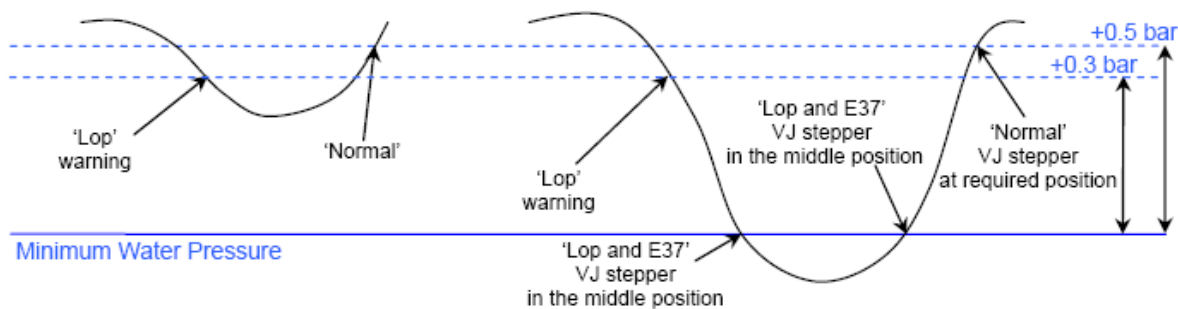 +0.5 bar
+0.3 bar
'Lop'
warning
'Normal'
'Lop'
warning
'Lop and E37'
VJ stepper
in the middle position
'Normal'
VJ stepper
at required position
Minimum Water Pressure
'Lop and E37'
VJ stepper
in the middle position